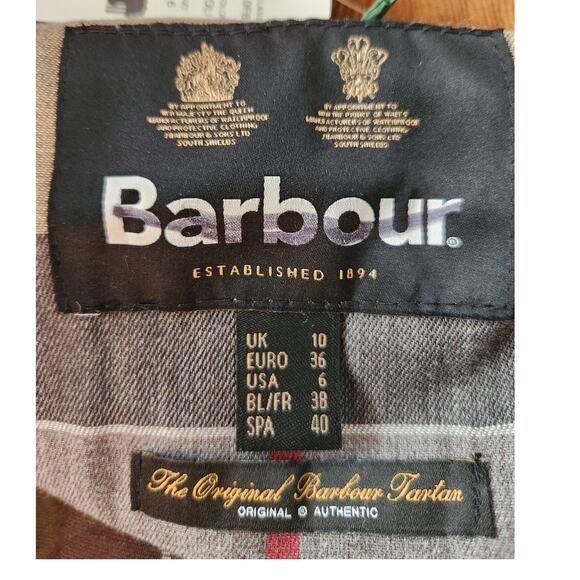 BY APPOINTMENT TO
HER MAJESTY THE QUEEN
MANUFACTURERS OF WATERPROOF
AND PROTECTIVE CLOTHING
J BARBOUR & SONS LTD
SOUTH SHIELDS
BY APPOINTMENT TO
HRH THE PRINCE OF WALES
MANUFACTURERS OF WATERPROOF
AND PROTECTIVE CLOTHING
J BARBOUR & SONS LTD
SOUTH SHIELDS
Barbour®
ESTABLISHED 1894
UK 10
EURO 36
USA 6
BL/FR 38
SPA 40
The Original Barbour Tartan
ORIGINAL @ AUTHENTIC